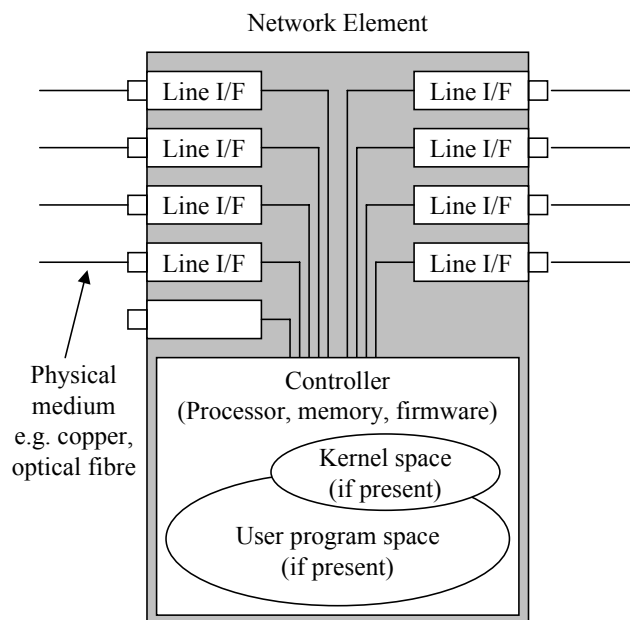 Network Element
Line I/F
Line I/F
Line I/F
Line I/F
Line I/F
Line I/F
Line I/F
Line I/F
Physical
medium
e.g. copper,
optical fibre
Controller
(Processor, memory, firmware)
Kernel space
(if present)
User program space
(if present)